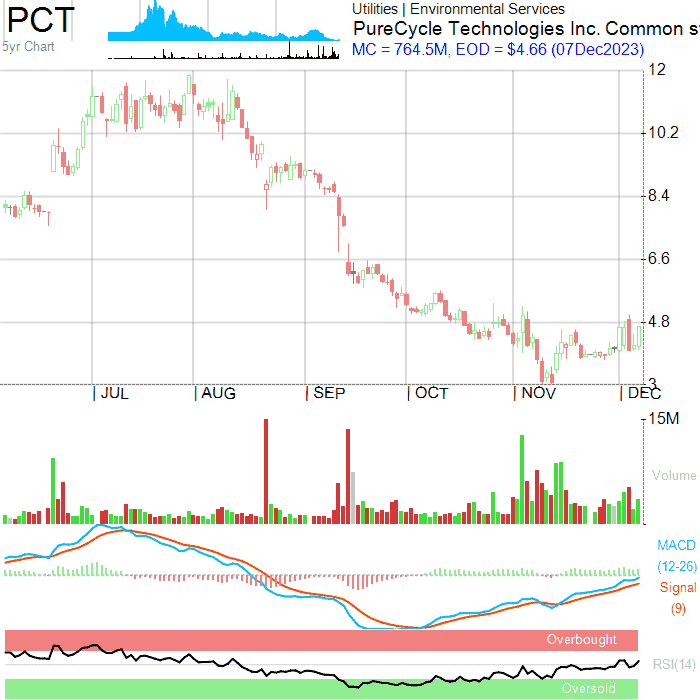 PCT
5yr Chart
Utilities | Environmental Services
PureCycle Technologies Inc. Common s
MC = 764.5M, EOD = $4.66 (07Dec2023)
12
10.2
8.4
6.6
4.8
3
JUL
AUG
SEP
OCT
NOV
DEC
15M
Volume
MACD
(12-26)
Signal
(9)
Overbought
RSI(14)
Oversold